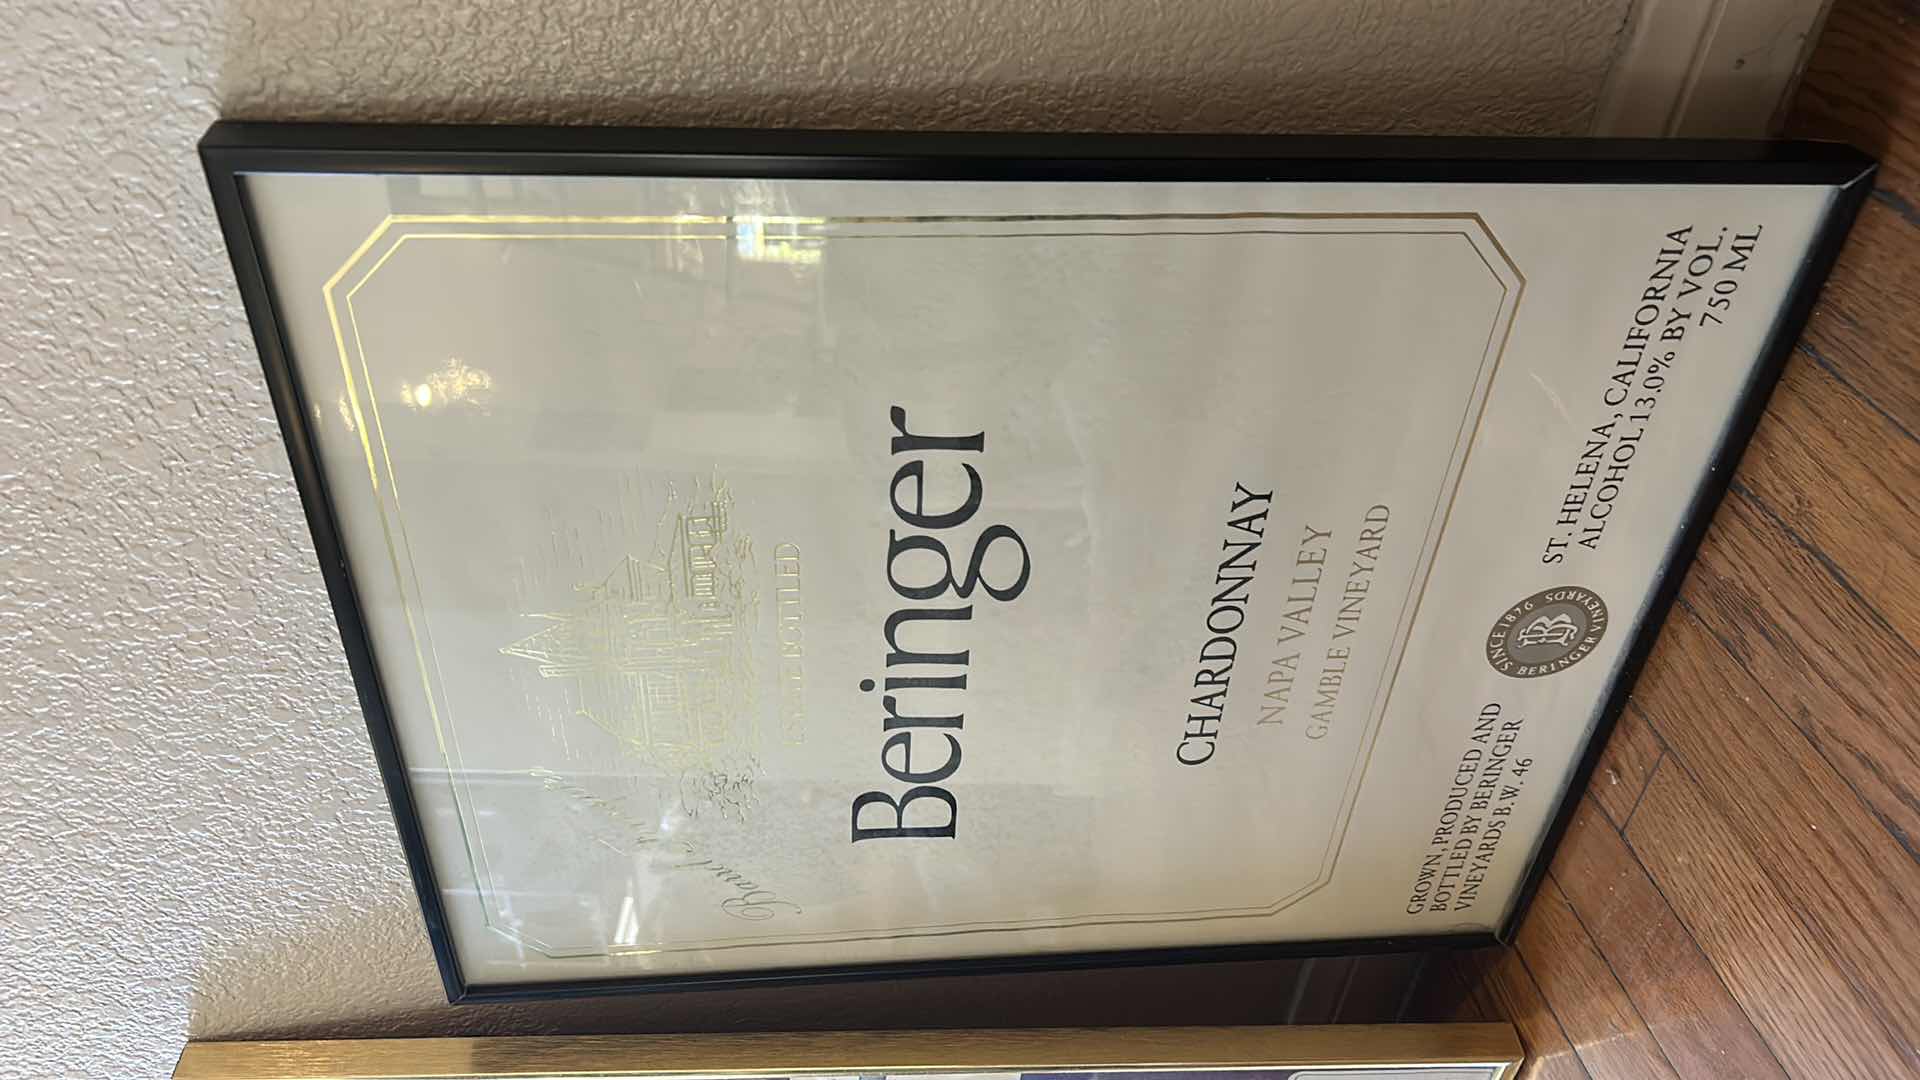 ESTATE BOTTLED
Beringer
CHARDONNAY
NAPA VALLEY
GAMBLE VINEYARD
GROWN, PRODUCED AND
BOTTLED BY BERINGER
VINEYARDS B.W. 46
SINCE 1876
BB
BERINGER VINEYARDS
ST. HELENA, CALIFORNIA
ALCOHOL 13.0% BY VOL.
750 ML